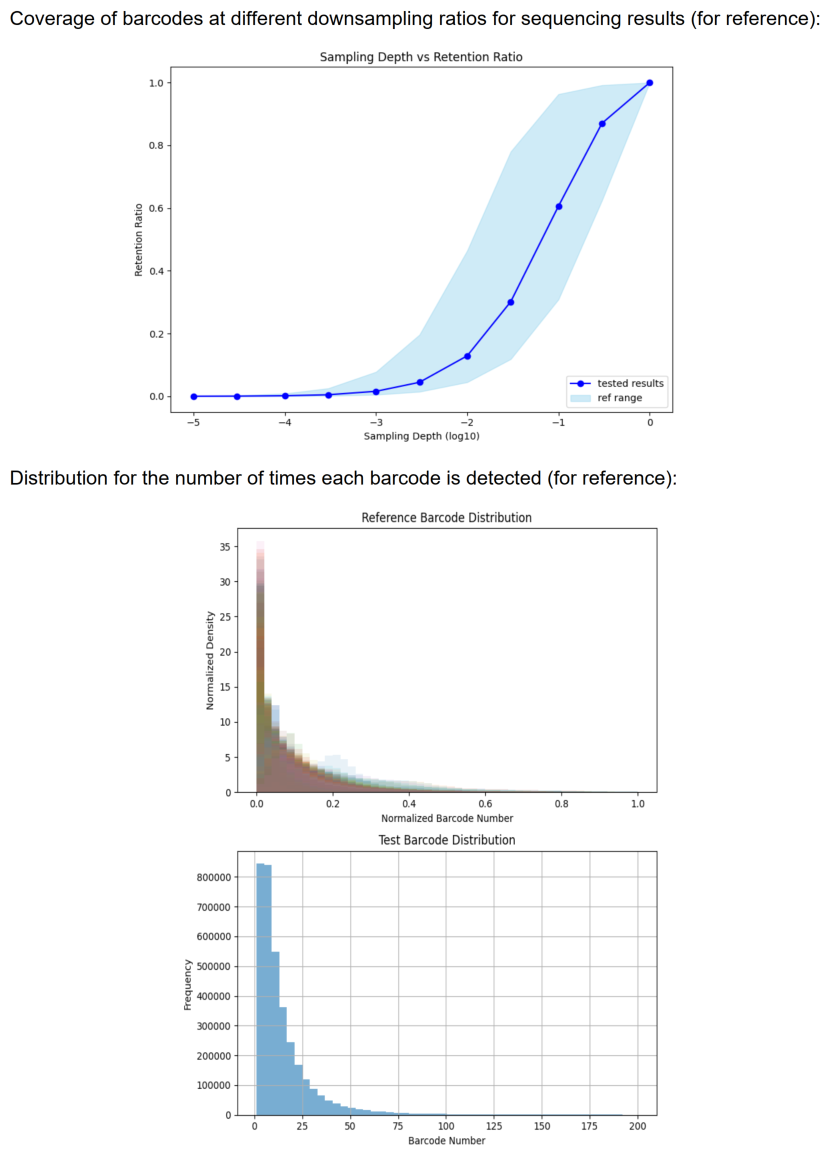 Coverage of barcodes at different downsampling ratios for sequencing results (for reference):
Sampling Depth vs Retention Ratio
1.0
0.8
0.6
0.4
0.2
0.0
Retention Ratio
tested results
ref range
−5 −4 −3 −2 −1 0
Sampling Depth (log10)
Distribution for the number of times each barcode is detected (for reference):
Reference Barcode Distribution
35
30
25
20
15
10
5
0
Normalized Density
0.0 0.2 0.4 0.6 0.8 1.0
Normalized Barcode Number
Test Barcode Distribution
800000
700000
600000
500000
400000
300000
200000
100000
0
Frequency
0 25 50 75 100 125 150 175 200
Barcode Number